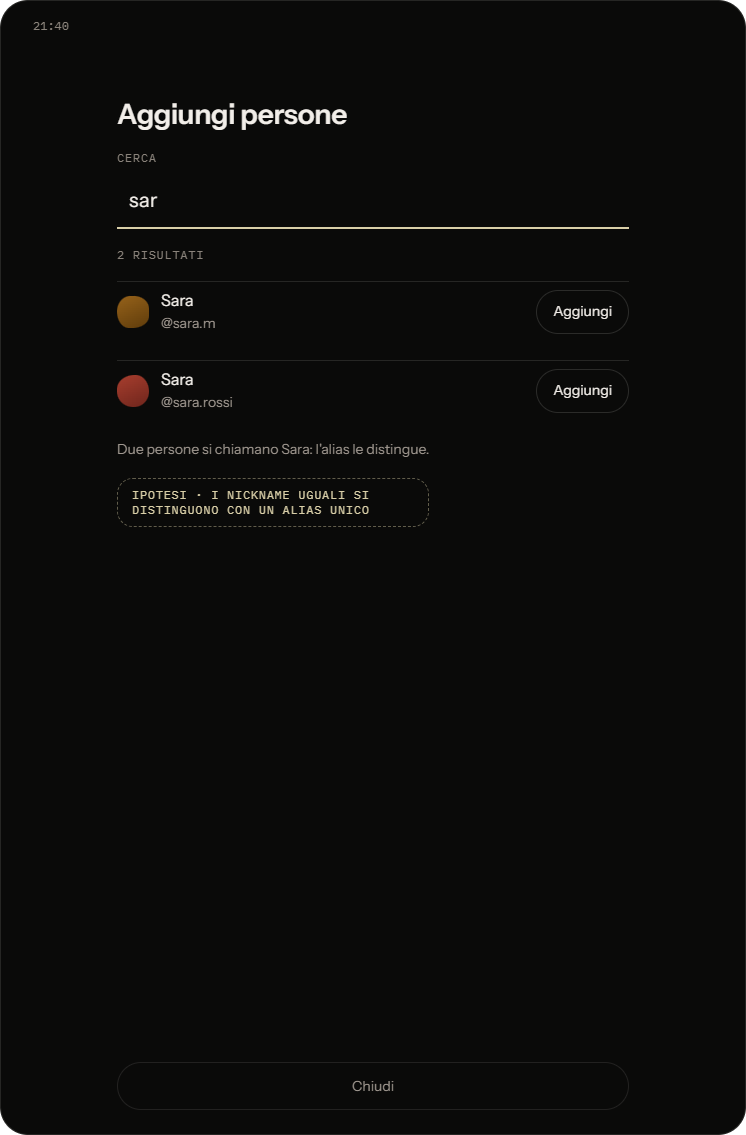 21:40
Aggiungi persone
CERCA
sar
2 RISULTATI
Sara
@sara.m
Aggiungi
Sara
@sara.rossi
Aggiungi
Due persone si chiamano Sara: l'alias le distingue.
IPOTESI · I NICKNAME UGUALI SI
DISTINGUONO CON UN ALIAS UNICO
Chiudi